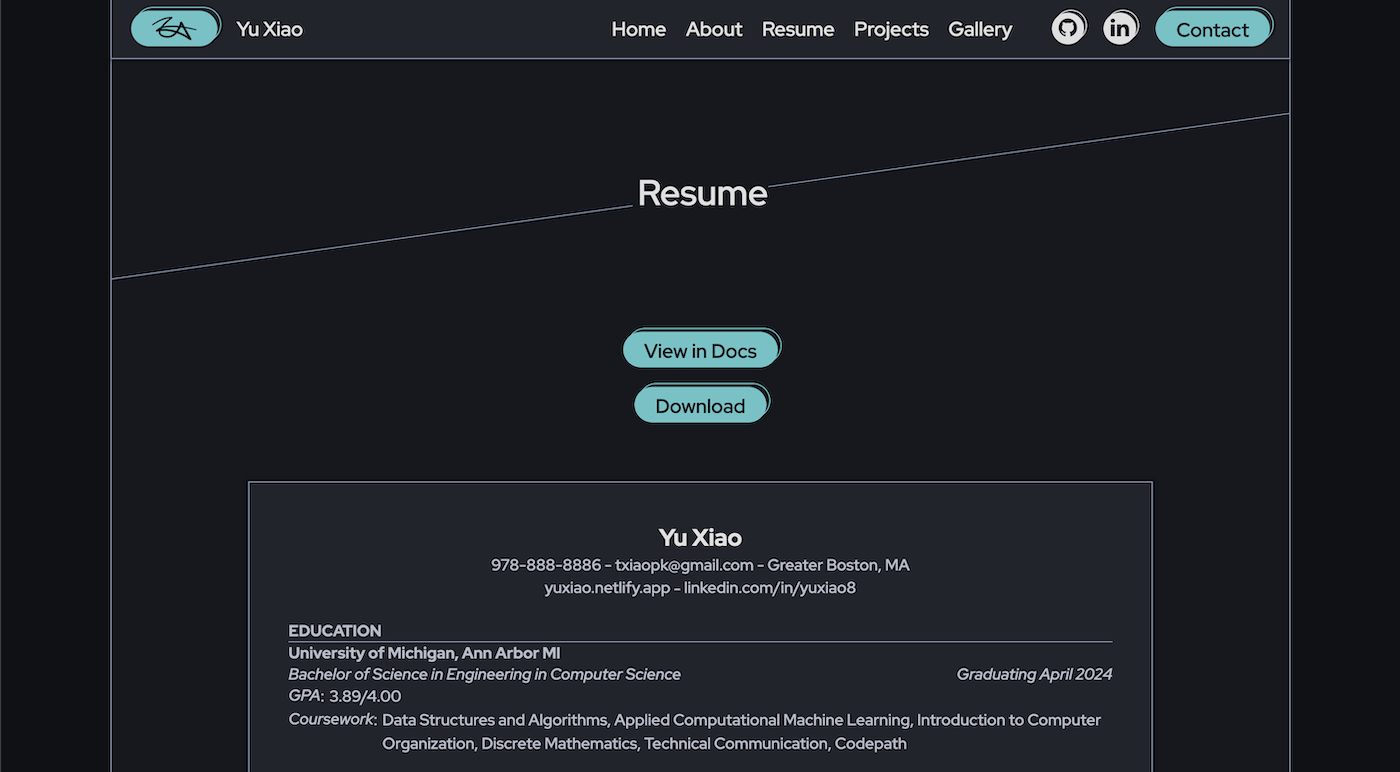 Yu Xiao
Home About Resume Projects Gallery
in
Contact
Resume
View in Docs
Download
Yu Xiao
978-888-8886 - txiaopk@gmail.com - Greater Boston, MA
yuxiao.netlify.app - linkedin.com/in/yuxiao8
EDUCATION
University of Michigan, Ann Arbor MI
Bachelor of Science in Engineering in Computer Science Graduating April 2024
GPA: 3.89/4.00
Coursework: Data Structures and Algorithms, Applied Computational Machine Learning, Introduction to Computer
Organization, Discrete Mathematics, Technical Communication, Codepath